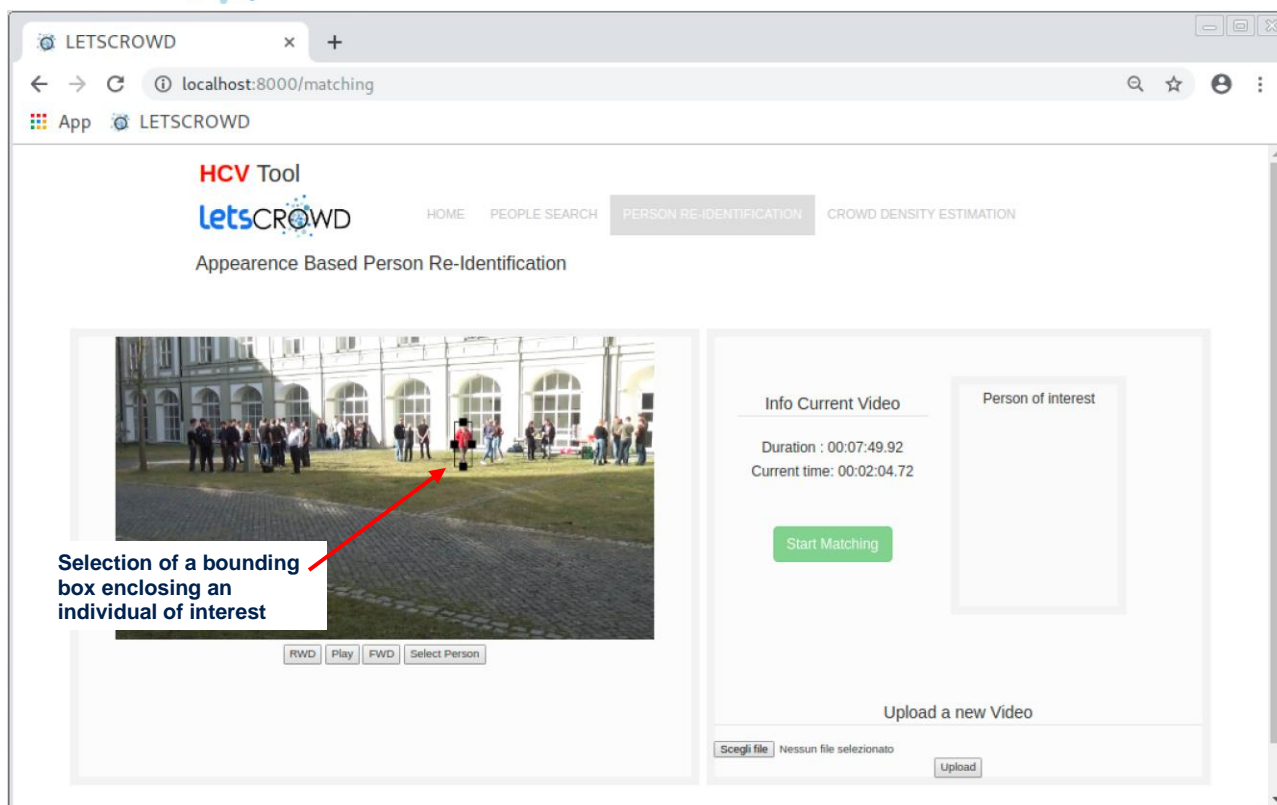 LETSCROWD × +
localhost:8000/matching
App LETSCROWD
HCV Tool
letsCROWD
HOME PEOPLE SEARCH PERSON RE-IDENTIFICATION CROWD DENSITY ESTIMATION
Appearence Based Person Re-Identification
Selection of a bounding
box enclosing an
individual of interest
RWD Play FWD Select Person
Info Current Video
Duration : 00:07:49.92
Current time: 00:02:04.72
Start Matching
Person of interest
Upload a new Video
Scegli file Nessun file selezionato
Upload